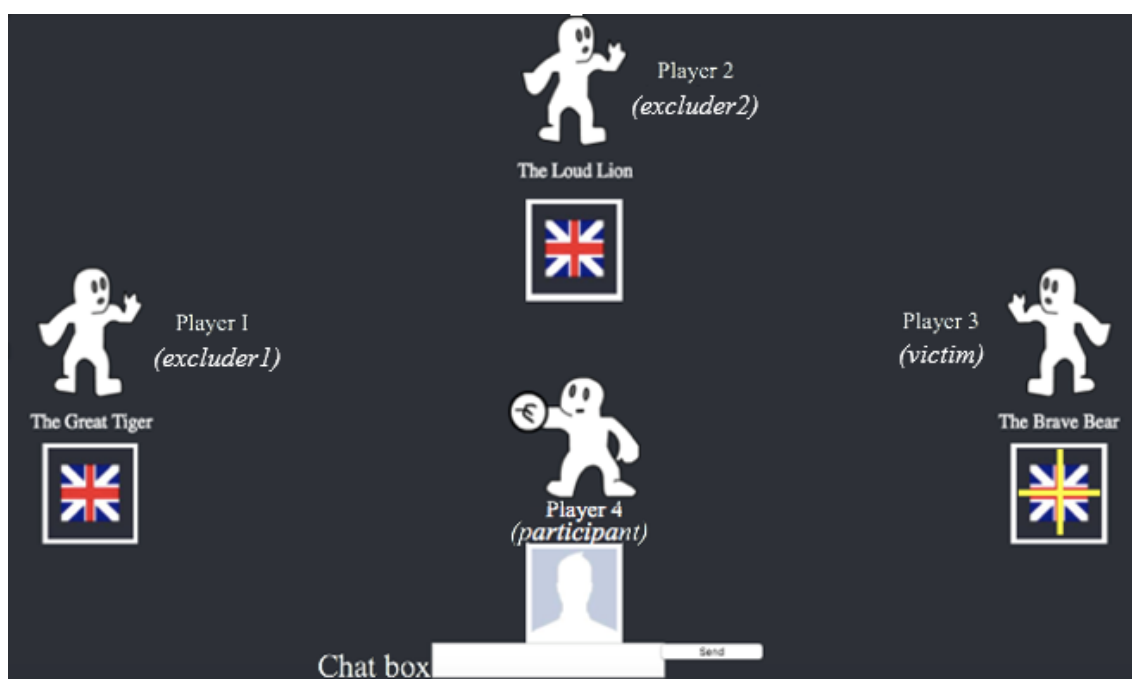 Player 2
(excluder2)
The Loud Lion
Player 1
(excluder1)
The Great Tiger
Player 3
(victim)
The Brave Bear
€
Player 4
(participant)
Chat box
Send